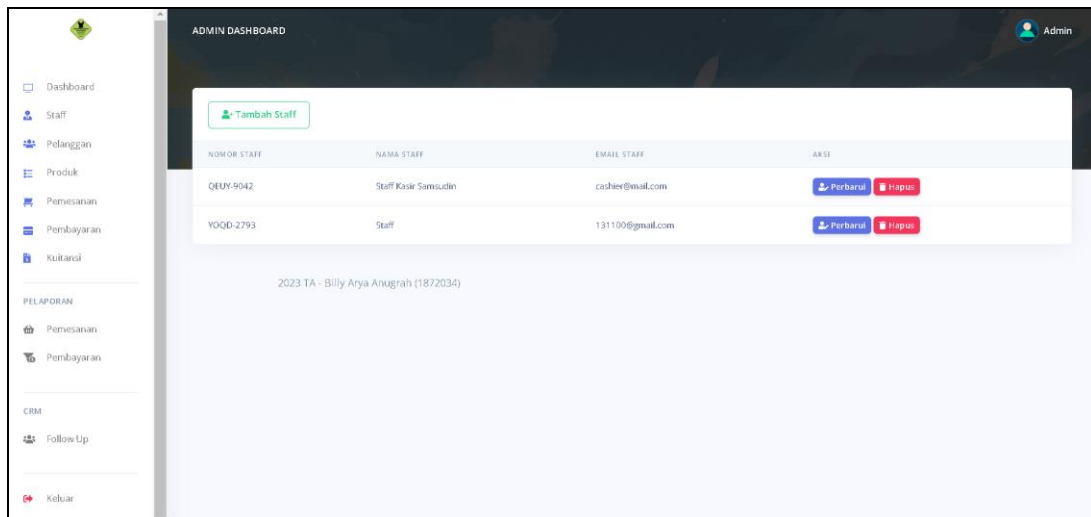 ADMIN DASHBOARD
Admin
Dashboard
Staff
Pelanggan
Produk
Pemesanan
Pembayaran
Kuitansi
PELAPORAN
Pemesanan
Pembayaran
CRM
Follow Up
Keluar
Tambah Staff
NOMOR STAFF NAMA STAFF EMAIL STAFF AKSI
QEUY-9042 Staff Kasir Samsudin cashier@mail.com Perbarui Hapus
YOQD-2793 Staff 131100@gmail.com Perbarui Hapus
2023 TA - Billy Arya Anugrah (1872034)